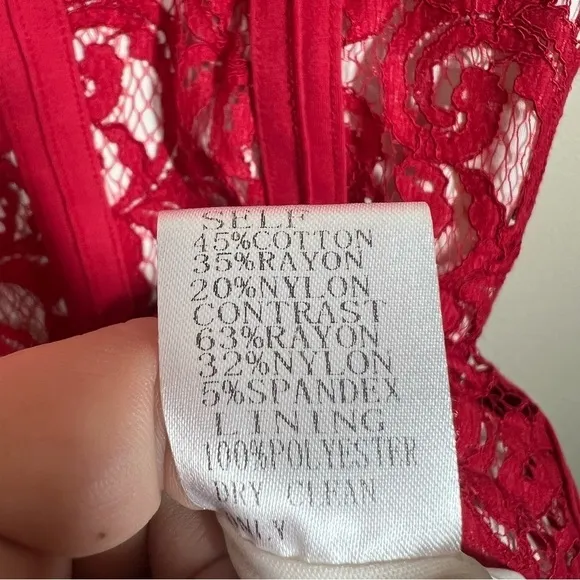 SELF
45%COTTON
35%RAYON
20%NYLON
CONTRAST
63%RAYON
32%NYLON
5%SPANDEX
LINING
100%POLYESTER
DRY CLEAN
ONLY